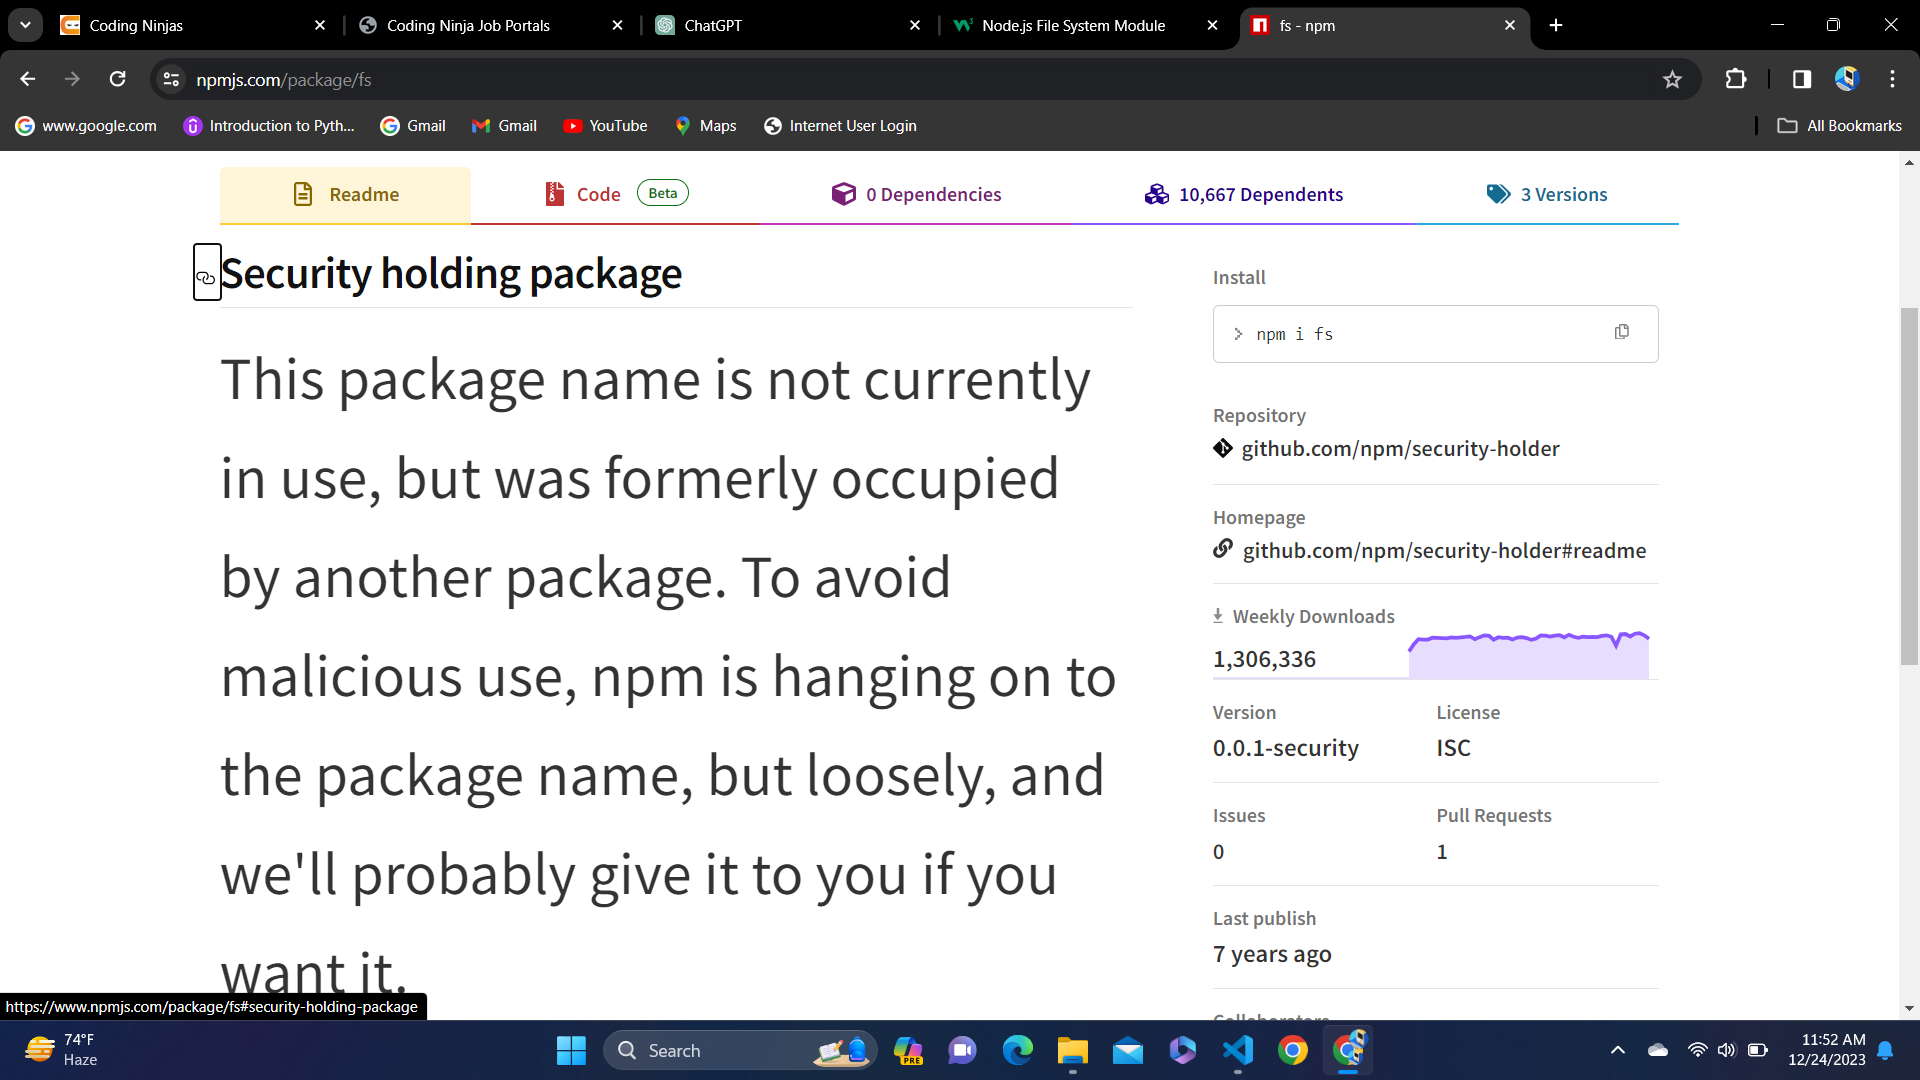 Coding Ninjas
Coding Ninja Job Portals
ChatGPT
Node.js File System Module
fs - npm
npmjs.com/package/fs
www.google.com
Introduction to Pyth...
Gmail
Gmail
YouTube
Maps
Internet User Login
All Bookmarks
Readme
Code
Beta
0 Dependencies
10,667 Dependents
3 Versions
Security holding package
This package name is not currently
in use, but was formerly occupied
by another package. To avoid
malicious use, npm is hanging on to
the package name, but loosely, and
we'll probably give it to you if you
want it.
Install
> npm i fs
Repository
github.com/npm/security-holder
Homepage
github.com/npm/security-holder#readme
Weekly Downloads
1,306,336
Version
License
0.0.1-security
ISC
Issues
Pull Requests
0
1
Last publish
7 years ago
Collaborators
https://www.npmjs.com/package/fs#security-holding-package
74°F
Haze
Search
PRE
11:52 AM
12/24/2023